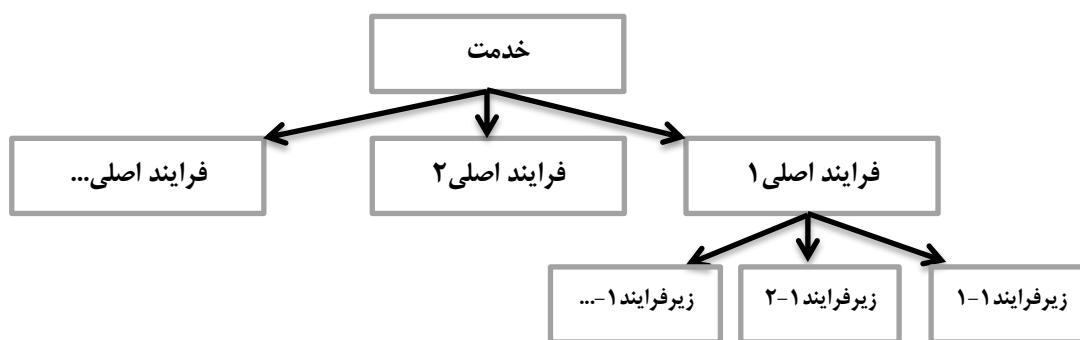 خدمت
فرایند اصلی۱
فرایند اصلی۲
فرایند اصلی...
زیرفرایند۱-۱
زیرفرایند۱-۲
زیرفرایند۱-...